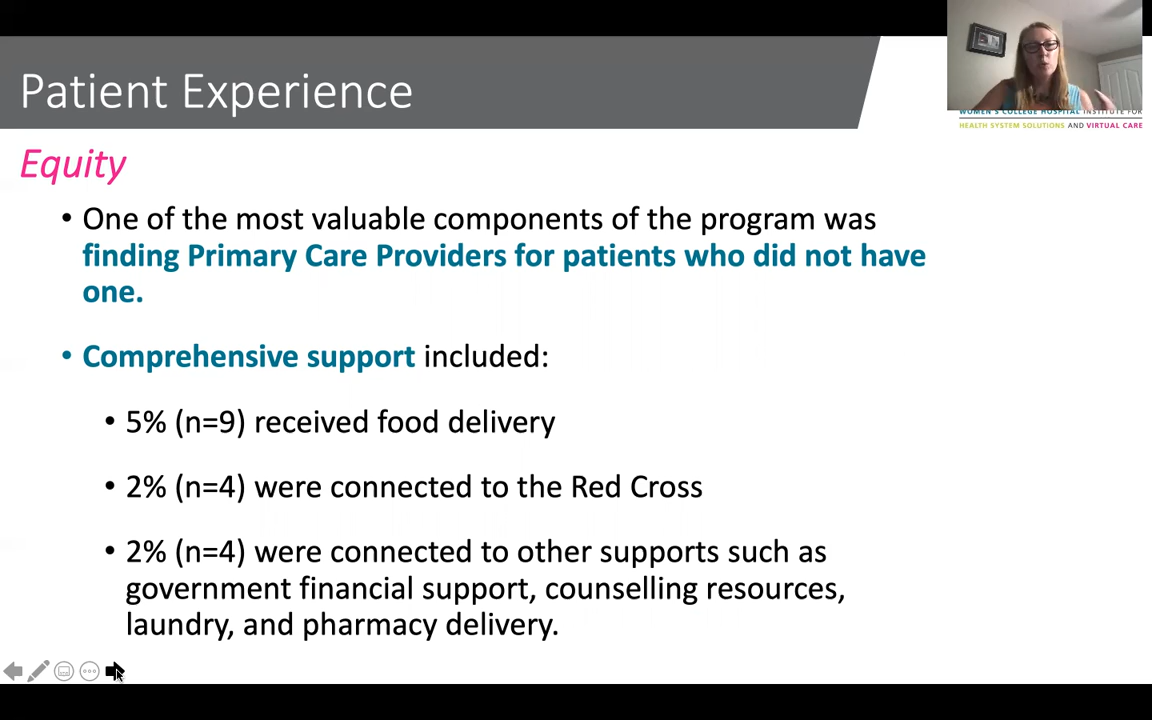 Patient Experience
WOMEN'S COLLEGE HOSPITAL INSTITUTE FOR
HEALTH SYSTEM SOLUTIONS AND VIRTUAL CARE
Equity
• One of the most valuable components of the program was
finding Primary Care Providers for patients who did not have
one.
• Comprehensive support included:
• 5% (n=9) received food delivery
• 2% (n=4) were connected to the Red Cross
• 2% (n=4) were connected to other supports such as
government financial support, counselling resources,
laundry, and pharmacy delivery.